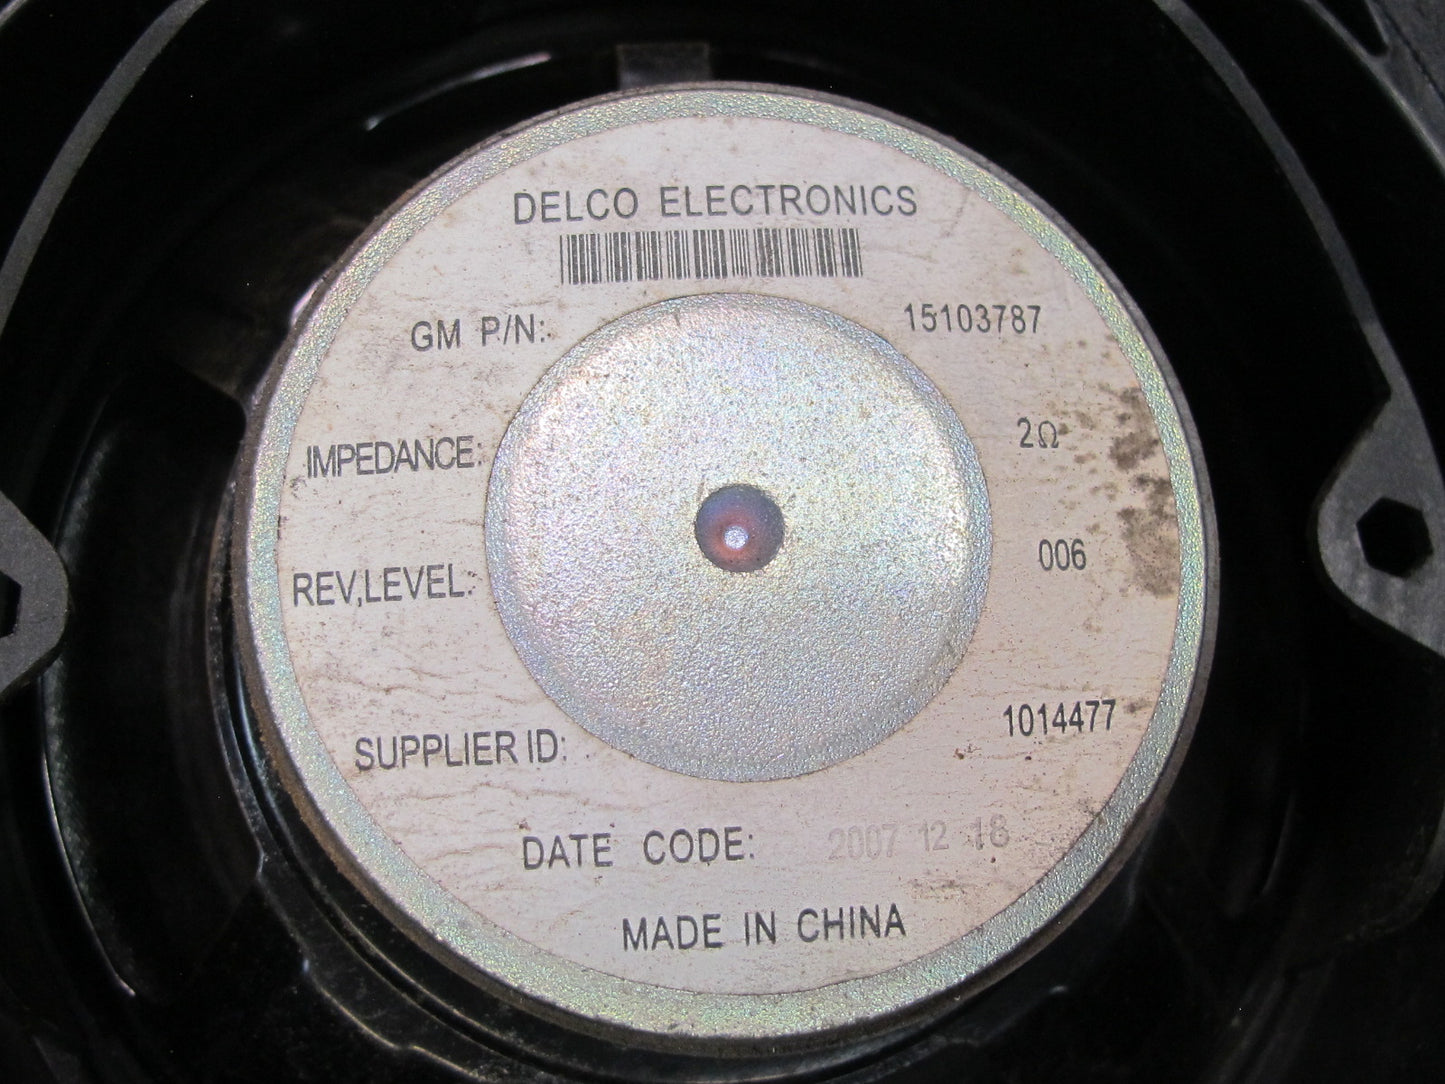 DELCO ELECTRONICS
GM P/N: 15103787
IMPEDANCE: 2Ω
REV,LEVEL: 006
SUPPLIER ID: 1014477
DATE CODE: 2007 12 18
MADE IN CHINA